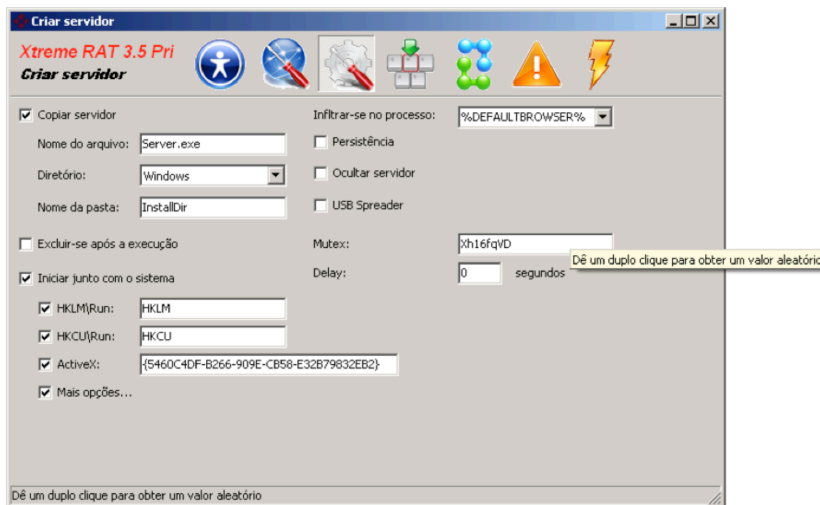 Criar servidor
Xtreme RAT 3.5 Pri
Criar servidor
Copiar servidor
Nome do arquivo: Server.exe
Diretório: Windows
Nome da pasta: InstallDir
Excluir-se após a execução
Iniciar junto com o sistema
HKLM\Run: HKLM
HKCU\Run: HKCU
ActiveX: {5460C4DF-B266-909E-CB58-E32B79832EB2}
Mais opções...
Infltrar-se no processo: %DEFAULTBROWSER%
Persistência
Ocultar servidor
USB Spreader
Mutex: Xh16fqVD
Delay: 0 segundos
Dê um duplo clique para obter um valor aleatório
Dê um duplo clique para obter um valor aleatório